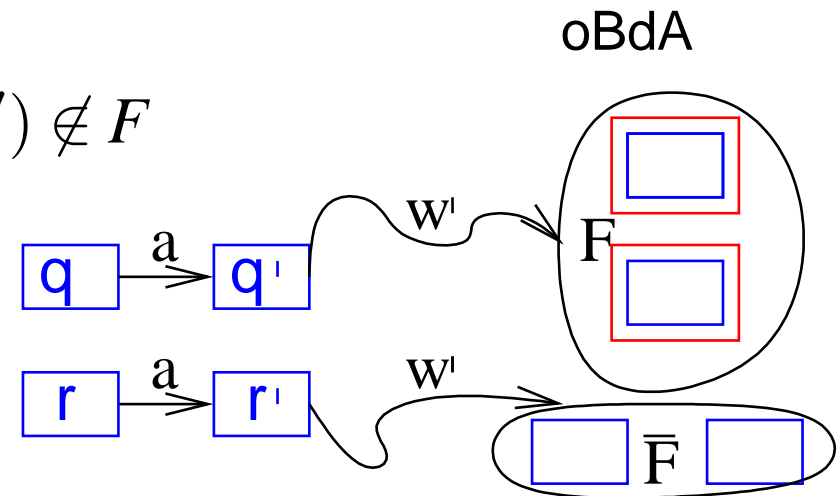 oBdA
′) ∉ F
a w'
q q' F
a w'
r r'
F̅